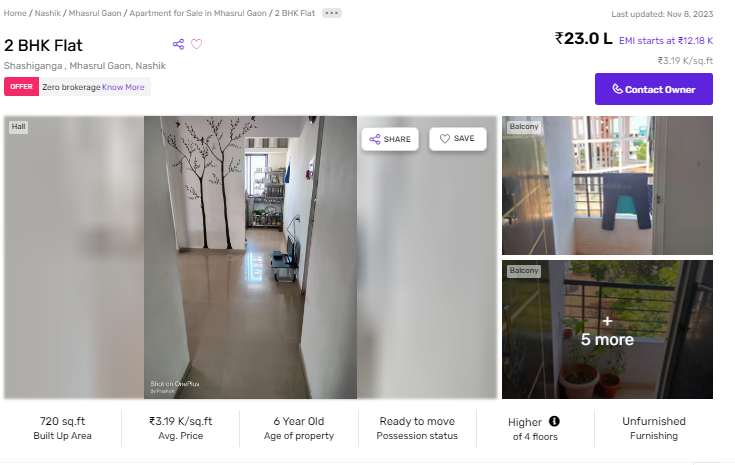 Home / Nashik / Mhasrul Gaon / Apartment for Sale in Mhasrul Gaon / 2 BHK Flat
Last updated: Nov 8, 2023
2 BHK Flat
₹23.0 L EMI starts at ₹12.18 K
Shashiganga , Mhasrul Gaon, Nashik
₹3.19 K/sq.ft
OFFER Zero brokerage Know More
Contact Owner
Hall
SHARE
SAVE
Balcony
Balcony
+
5 more
Shot on OnePlus
720 sq.ft
Built Up Area
₹3.19 K/sq.ft
Avg. Price
6 Year Old
Age of property
Ready to move
Possession status
Higher
of 4 floors
Unfurnished
Furnishing